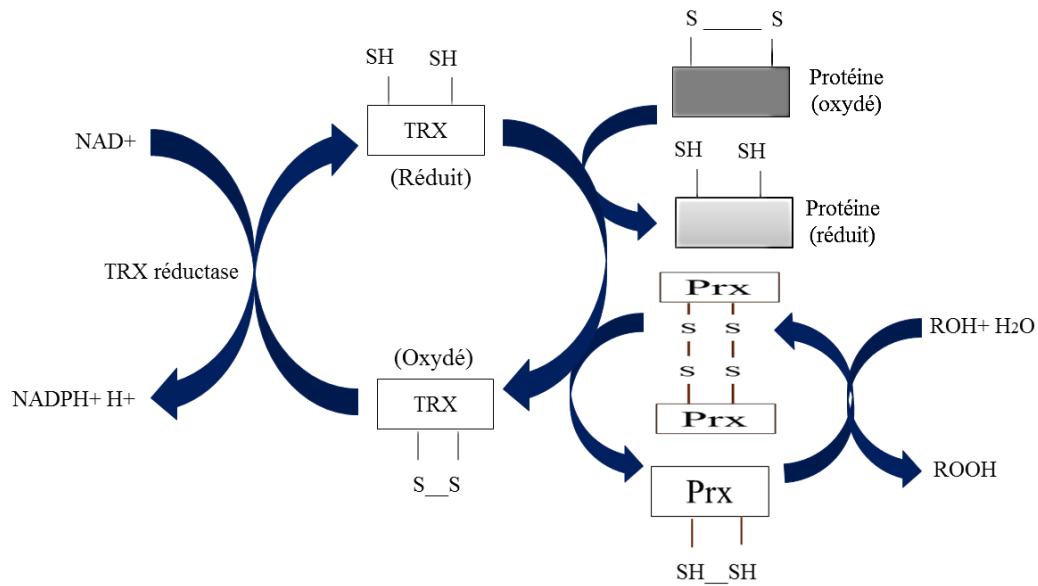 S ____ S
Protéine
(oxydé)
SH SH
TRX
(Réduit)
NAD+
SH SH
Protéine
(réduit)
TRX réductase
Prx
S S
S S
Prx
ROH+ H2O
(Oxydé)
TRX
S__S
NADPH+ H+
Prx
SH__SH
ROOH